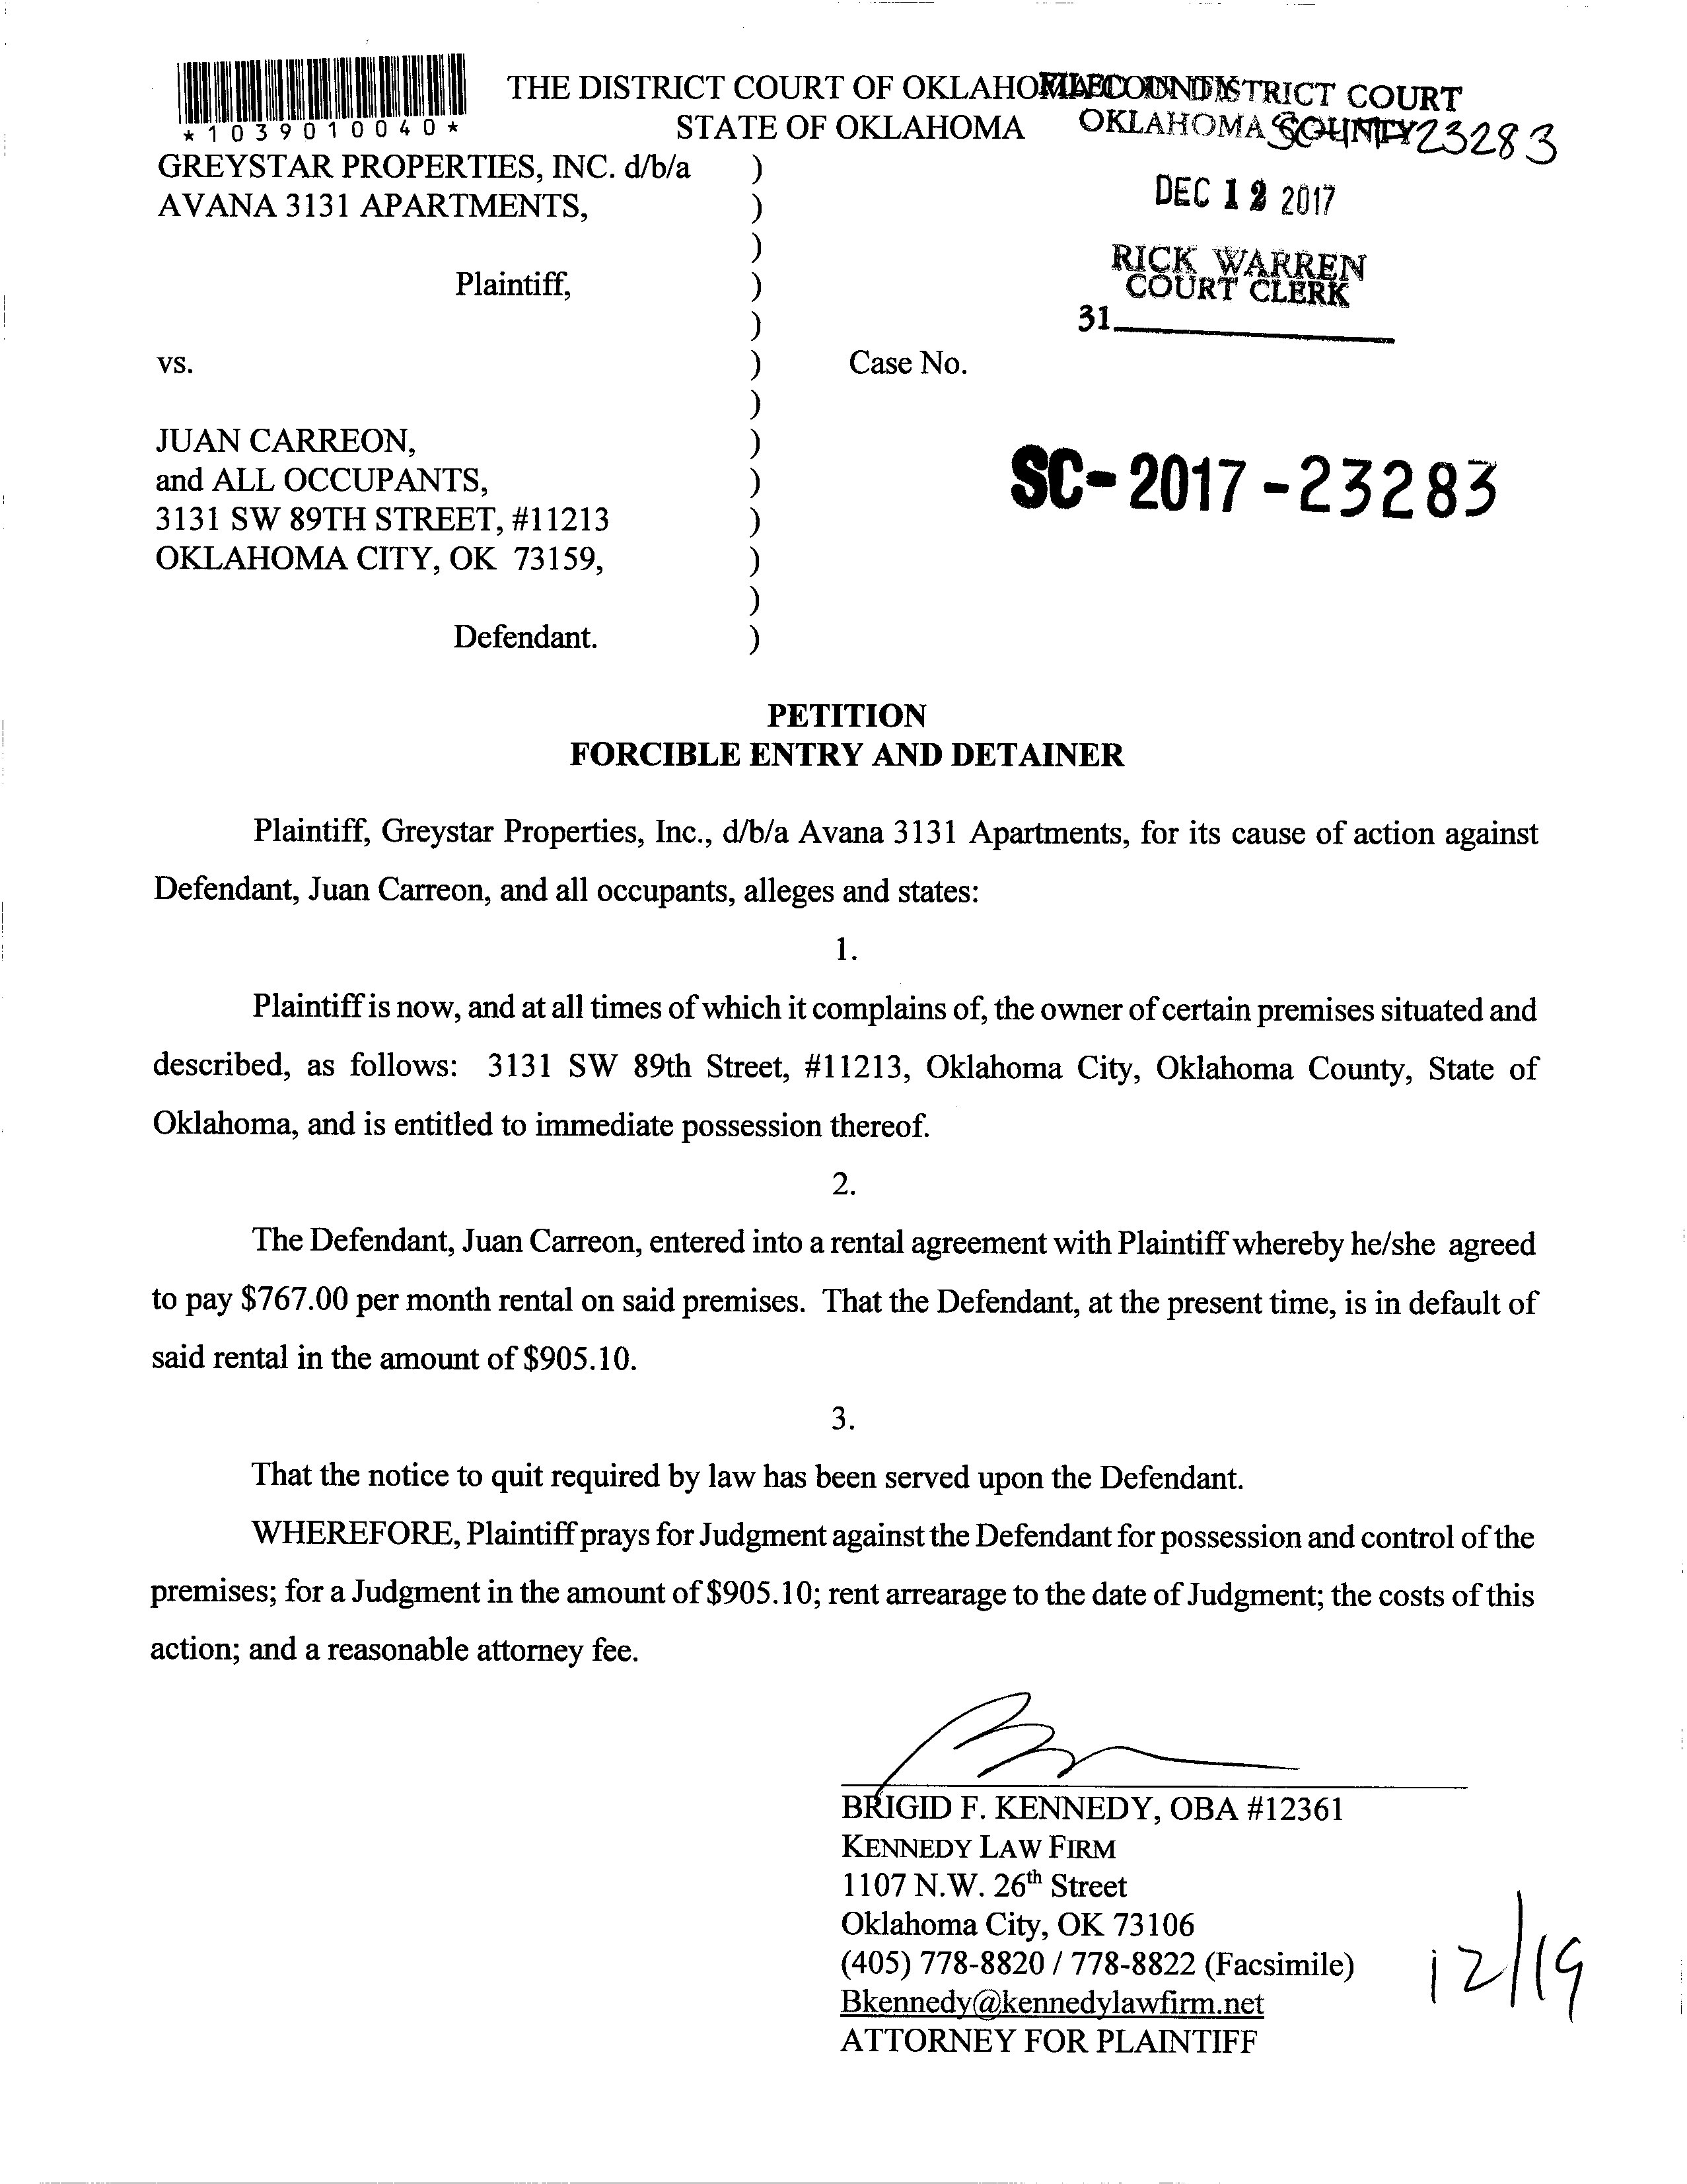 THE DISTRICT COURT OF OKLAHOMA COUNTY
STATE OF OKLAHOMA
FILED IN DISTRICT COURT
OKLAHOMA COUNTY
SC-17-23283
*1039010040*
DEC 12 2017
RICK WARREN
COURT CLERK
31
GREYSTAR PROPERTIES, INC. d/b/a )
AVANA 3131 APARTMENTS, )
)
Plaintiff, )
)
vs. ) Case No.
)
JUAN CARREON, )
and ALL OCCUPANTS, )
3131 SW 89TH STREET, #11213 )
OKLAHOMA CITY, OK 73159, )
)
Defendant. )
SC-2017-23283
PETITION
FORCIBLE ENTRY AND DETAINER
Plaintiff, Greystar Properties, Inc., d/b/a Avana 3131 Apartments, for its cause of action against
Defendant, Juan Carreon, and all occupants, alleges and states:
1.
Plaintiff is now, and at all times of which it complains of, the owner of certain premises situated and
described, as follows: 3131 SW 89th Street, #11213, Oklahoma City, Oklahoma County, State of
Oklahoma, and is entitled to immediate possession thereof.
2.
The Defendant, Juan Carreon, entered into a rental agreement with Plaintiff whereby he/she agreed
to pay $767.00 per month rental on said premises. That the Defendant, at the present time, is in default of
said rental in the amount of $905.10.
3.
That the notice to quit required by law has been served upon the Defendant.
WHEREFORE, Plaintiff prays for Judgment against the Defendant for possession and control of the
premises; for a Judgment in the amount of $905.10; rent arrearage to the date of Judgment; the costs of this
action; and a reasonable attorney fee.
BRIGID F. KENNEDY, OBA #12361
KENNEDY LAW FIRM
1107 N.W. 26th Street
Oklahoma City, OK 73106
(405) 778-8820 / 778-8822 (Facsimile)
Bkennedy@kennedylawfirm.net
ATTORNEY FOR PLAINTIFF
12/19